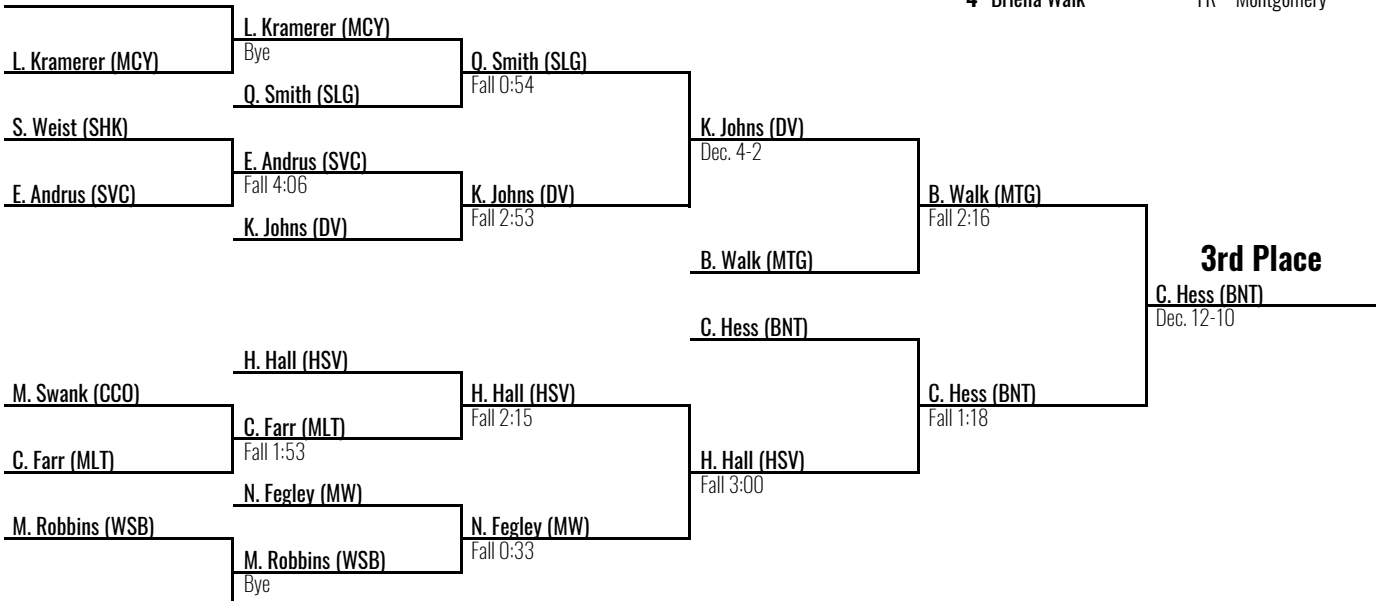 4 Briella Walk FR Montgomery
L. Kramerer (MCY)
Bye
L. Kramerer (MCY)
Q. Smith (SLG)
Fall 0:54
Q. Smith (SLG)
S. Weist (SHK)
K. Johns (DV)
Dec. 4-2
E. Andrus (SVC)
Fall 4:06
E. Andrus (SVC)
K. Johns (DV)
Fall 2:53
B. Walk (MTG)
Fall 2:16
K. Johns (DV)
B. Walk (MTG)
3rd Place
C. Hess (BNT)
Dec. 12-10
C. Hess (BNT)
H. Hall (HSV)
M. Swank (CCO)
H. Hall (HSV)
Fall 2:15
C. Hess (BNT)
Fall 1:18
C. Farr (MLT)
Fall 1:53
C. Farr (MLT)
H. Hall (HSV)
Fall 3:00
N. Fegley (MW)
M. Robbins (WSB)
N. Fegley (MW)
Fall 0:33
M. Robbins (WSB)
Bye